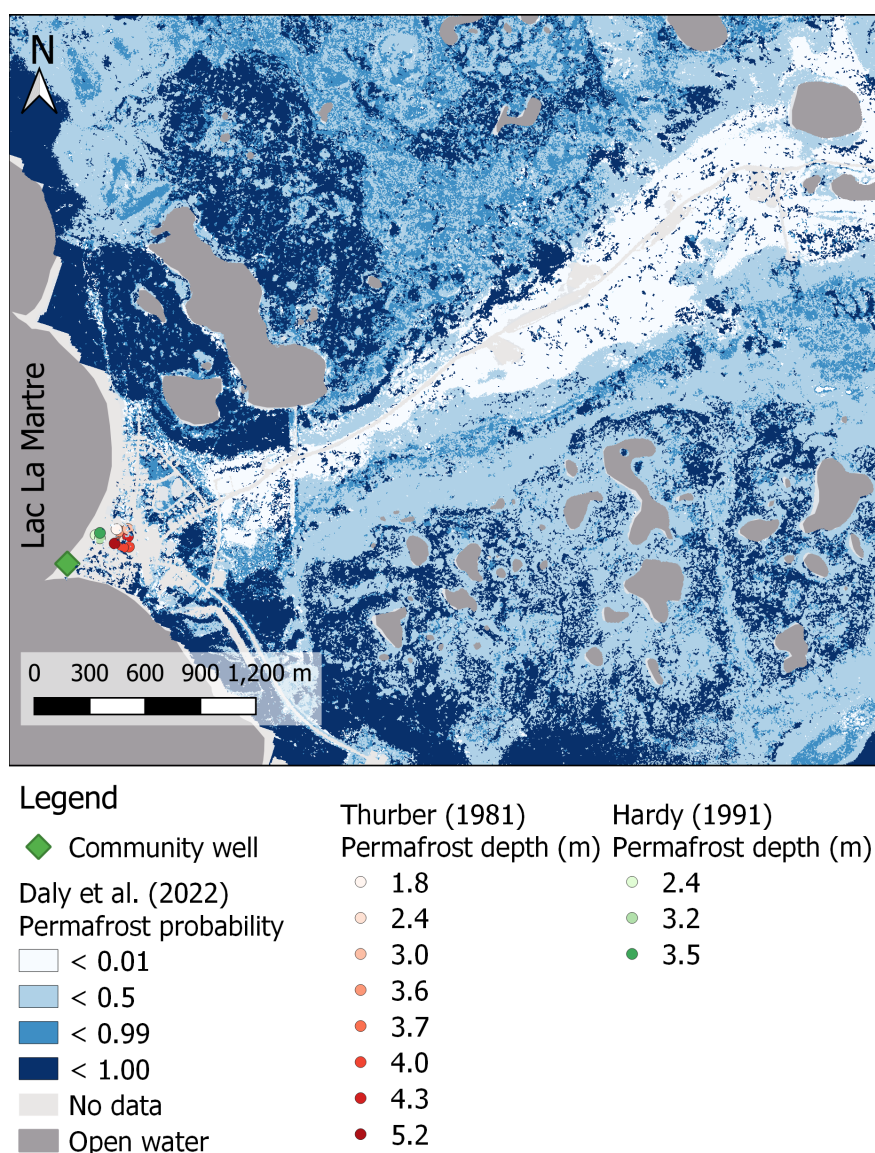 N
Lac La Martre
0 300 600 900 1,200 m
Legend
Community well
Daly et al. (2022)
Permafrost probability
< 0.01
< 0.5
< 0.99
< 1.00
No data
Open water
Thurber (1981)
Permafrost depth (m)
1.8
2.4
3.0
3.6
3.7
4.0
4.3
5.2
Hardy (1991)
Permafrost depth (m)
2.4
3.2
3.5